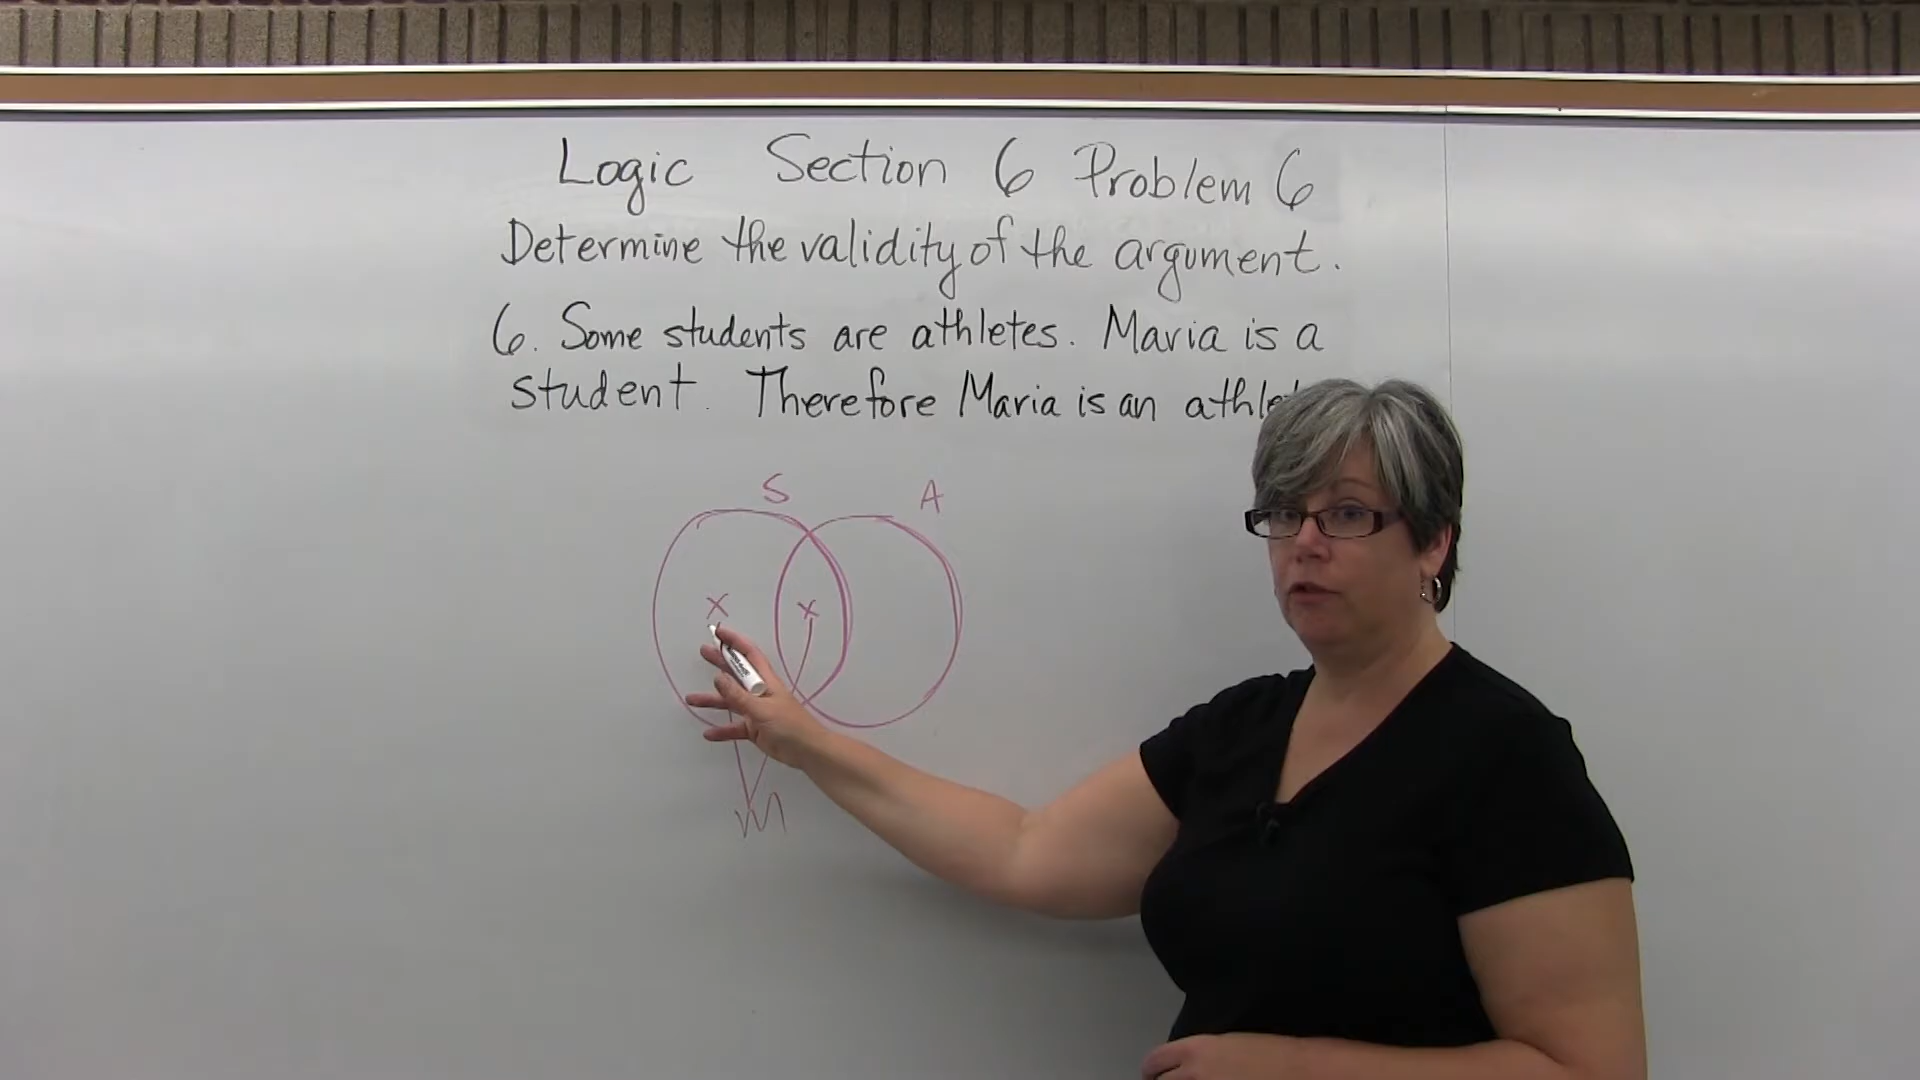 Logic Section 6 Problem 6
Determine the validity of the argument.
6. Some students are athletes. Maria is a
student. Therefore Maria is an
S A
x x
M